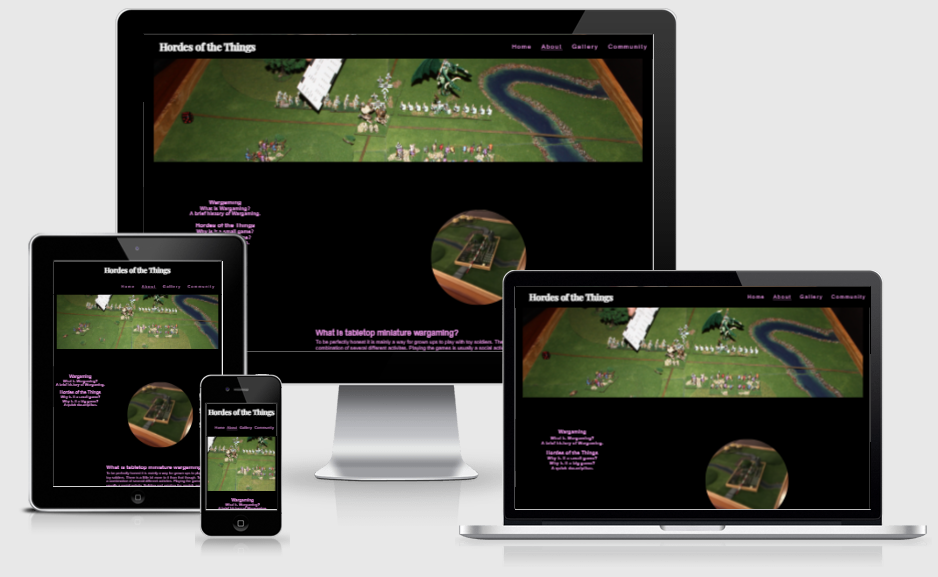 Hordes of the Things
Home About Gallery Community
Wargaming
What is Wargaming?
A brief history of Wargaming.
Hordes of the Things
Why is it a small game?
What is tabletop miniature wargaming?
To be perfectly honest it is mainly a way for grown ups to play with toy soldiers. The
combination of several different activites. Playing the games is usually a social
Hordes of the Things
Home About Gallery Community
Wargaming
What is Wargaming?
A brief history of Wargaming.
Hordes of the Things
Why is it a small game?
Why is it a big game?
A quick description.
What is tabletop miniature wargaming
Hordes of the Things
Home About Gallery Community
Wargaming
What is Wargaming?
A brief history of Wargaming.
Hordes of the Things
Home About Gallery Community
Wargaming
What is Wargaming?
A brief history of Wargaming.
Hordes of the Things
Why is it a small game?
Why is it a big game?
A quick description.